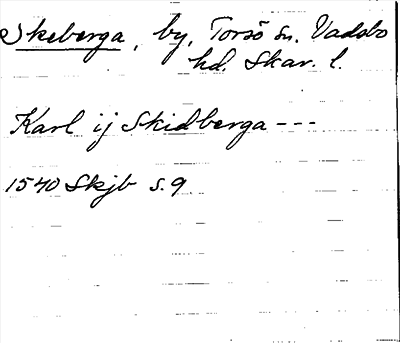 Skeberga, by, Torsö sn. Vadsbo
hd. Skar. l.
Karl ij Skidberga ---
1540 Skjb s. 9